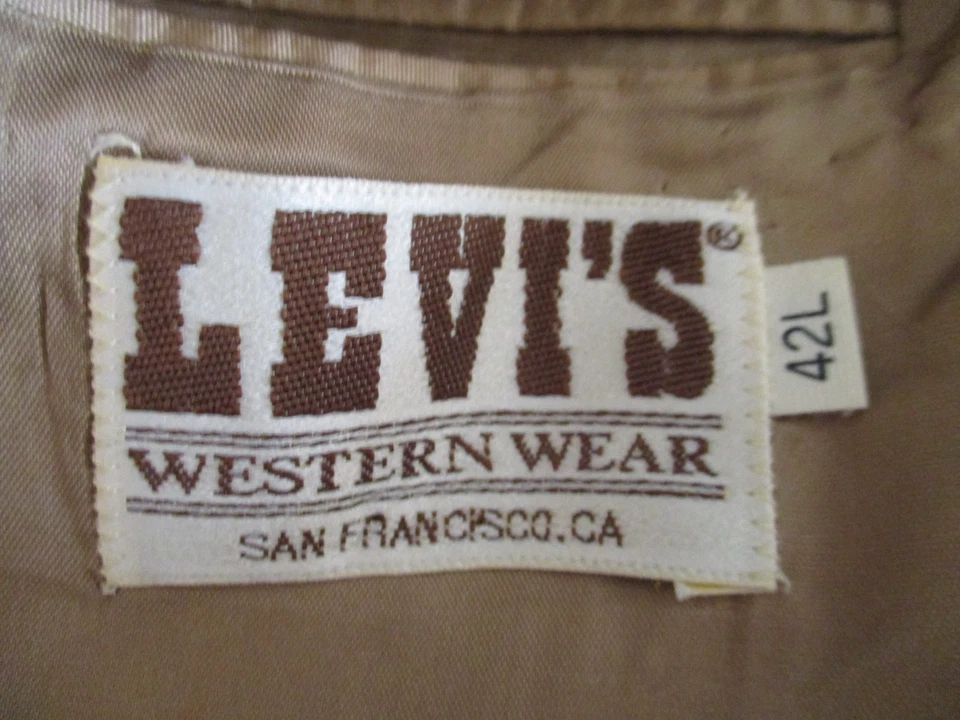 LEVI'S®
WESTERN WEAR
SAN FRANCISCO.CA
42L